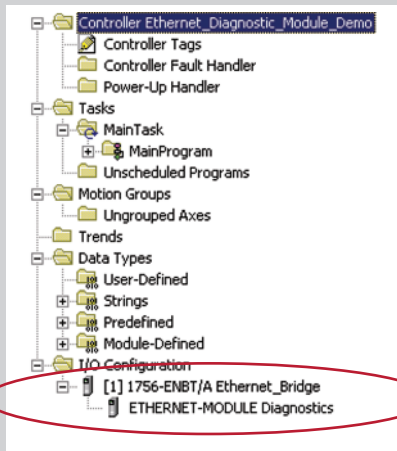 Controller Ethernet_Diagnostic_Module_Demo
Controller Tags
Controller Fault Handler
Power-Up Handler
Tasks
MainTask
MainProgram
Unscheduled Programs
Motion Groups
Ungrouped Axes
Trends
Data Types
User-Defined
Strings
Predefined
Module-Defined
I/O Configuration
[1] 1756-ENBT/A Ethernet_Bridge
ETHERNET-MODULE Diagnostics